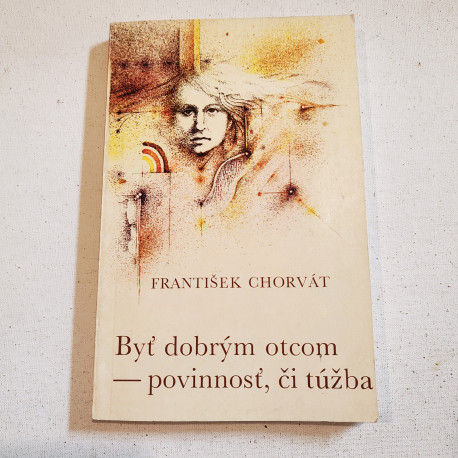 FRANTIŠEK CHORVÁT
Byť dobrým otcom
— povinnosť, či túžba